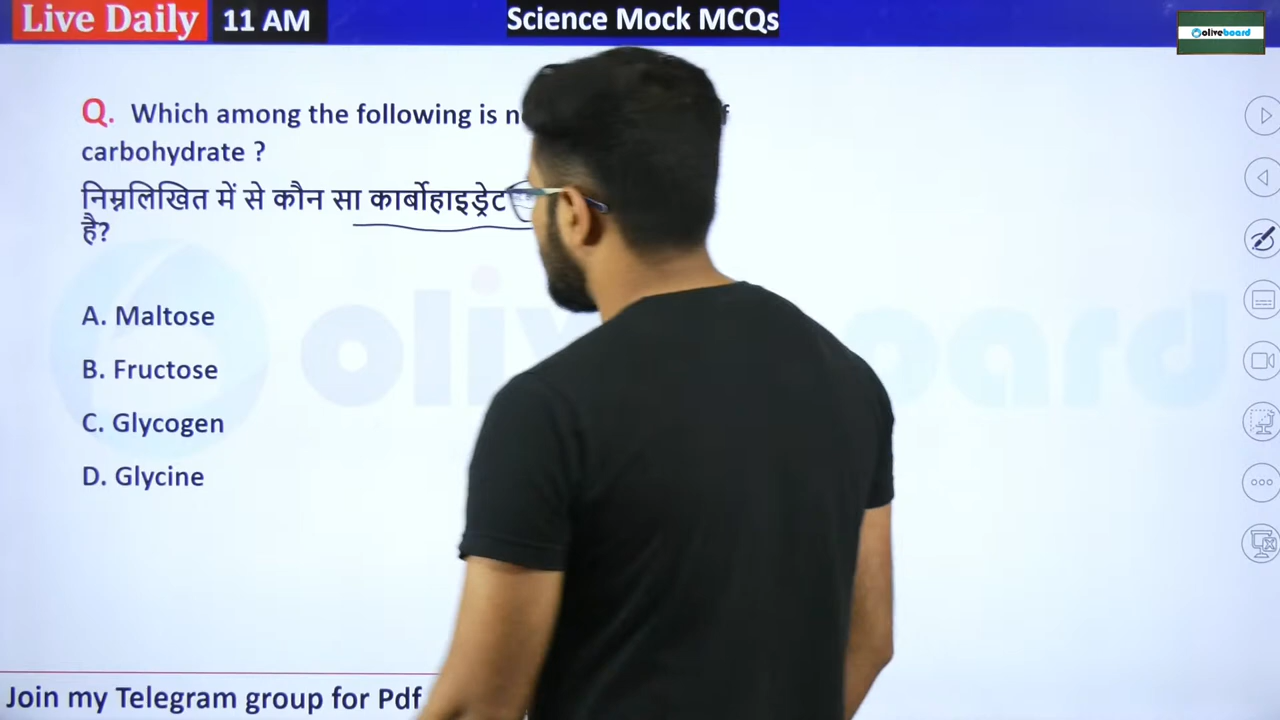 Live Daily 11 AM Science Mock MCQs
oliveboard
Q. Which among the following is
carbohydrate ?
निम्नलिखित में से कौन सा कार्बोहाइड्रेट
है?
A. Maltose
B. Fructose
C. Glycogen
D. Glycine
Join my Telegram group for Pdf